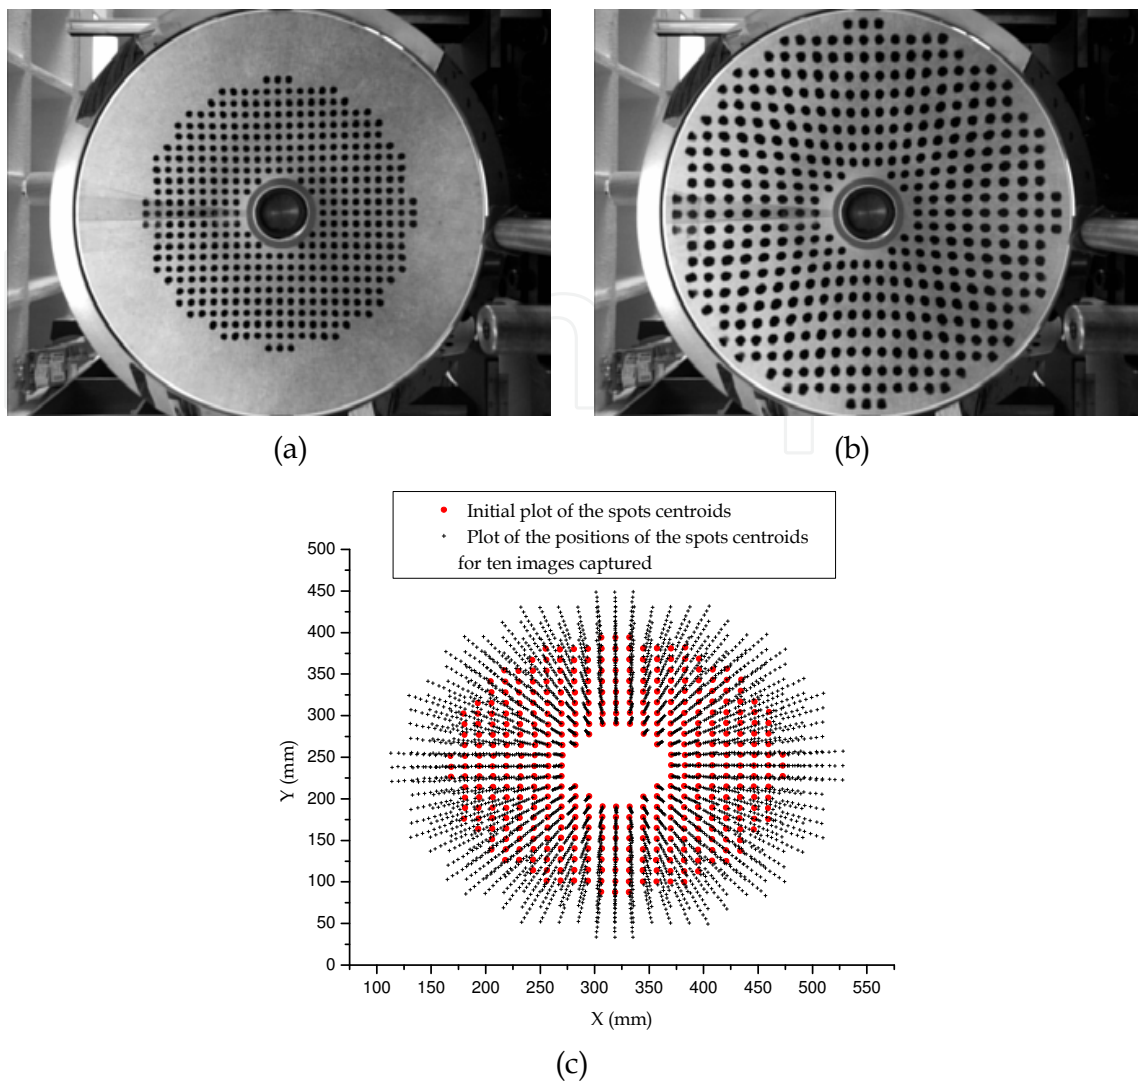 (a)
(b)
Initial plot of the spots centroids
Plot of the positions of the spots centroids
for ten images captured
500
450
400
350
300
250
200
150
100
50
0
Y (mm)
100 150 200 250 300 350 400 450 500 550
X (mm)
(c)